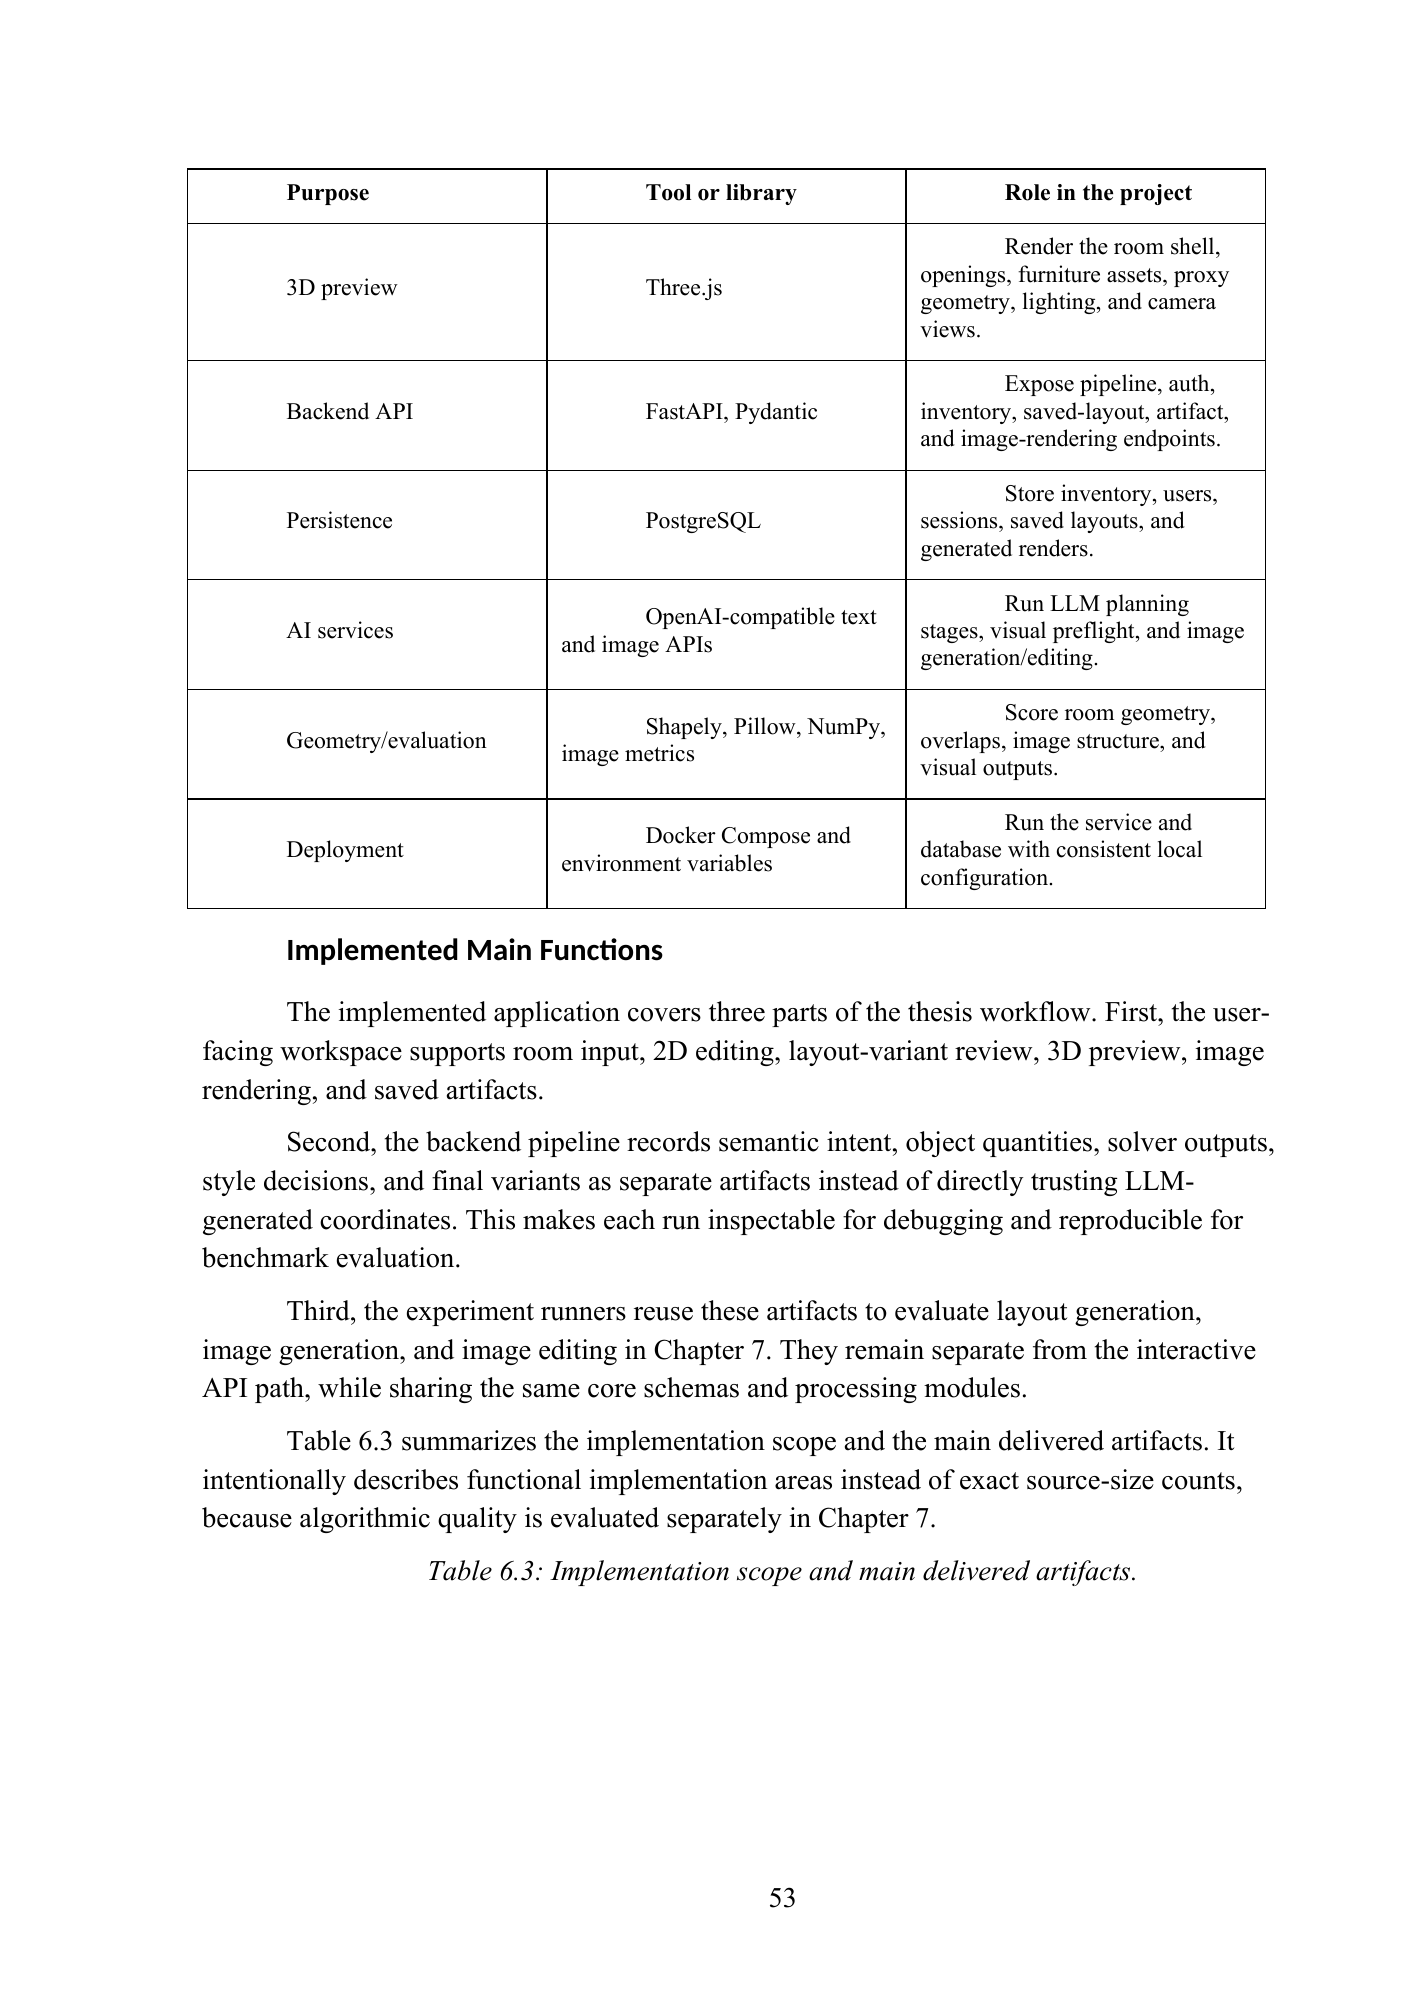 Purpose
Tool or library
Role in the project
3D preview
Three.js
Render the room shell,
openings, furniture assets, proxy
geometry, lighting, and camera
views.
Backend API
FastAPI, Pydantic
Expose pipeline, auth,
inventory, saved-layout, artifact,
and image-rendering endpoints.
Persistence
PostgreSQL
Store inventory, users,
sessions, saved layouts, and
generated renders.
AI services
OpenAI-compatible text
and image APIs
Run LLM planning
stages, visual preflight, and image
generation/editing.
Geometry/evaluation
Shapely, Pillow, NumPy,
image metrics
Score room geometry,
overlaps, image structure, and
visual outputs.
Deployment
Docker Compose and
environment variables
Run the service and
database with consistent local
configuration.
Implemented Main Functions
The implemented application covers three parts of the thesis workflow. First, the user-
facing workspace supports room input, 2D editing, layout-variant review, 3D preview, image
rendering, and saved artifacts.
Second, the backend pipeline records semantic intent, object quantities, solver outputs,
style decisions, and final variants as separate artifacts instead of directly trusting LLM-
generated coordinates. This makes each run inspectable for debugging and reproducible for
benchmark evaluation.
Third, the experiment runners reuse these artifacts to evaluate layout generation,
image generation, and image editing in Chapter 7. They remain separate from the interactive
API path, while sharing the same core schemas and processing modules.
Table 6.3 summarizes the implementation scope and the main delivered artifacts. It
intentionally describes functional implementation areas instead of exact source-size counts,
because algorithmic quality is evaluated separately in Chapter 7.
Table 6.3: Implementation scope and main delivered artifacts.
53